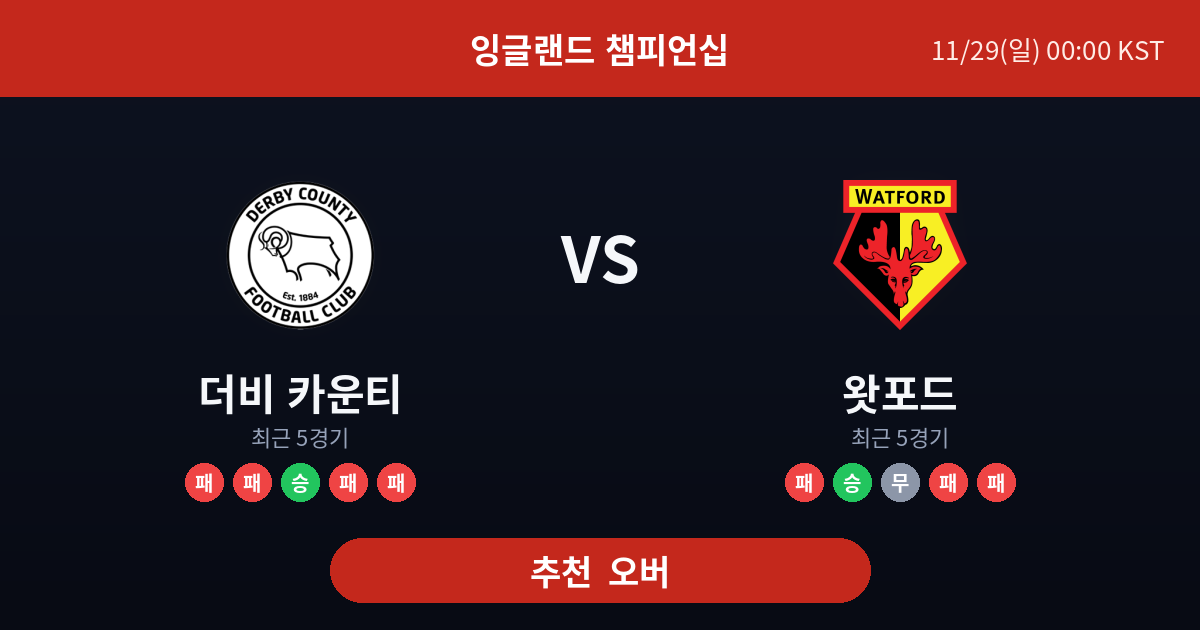 잉글랜드 챔피언십
11/29(일) 00:00 KST
DERBY COUNTY
Est. 1884
FOOTBALL CLUB
VS
WATFORD
더비 카운티
최근 5경기
패 패 승 패 패
왓포드
최근 5경기
패 승 무 패 패
추천 오버